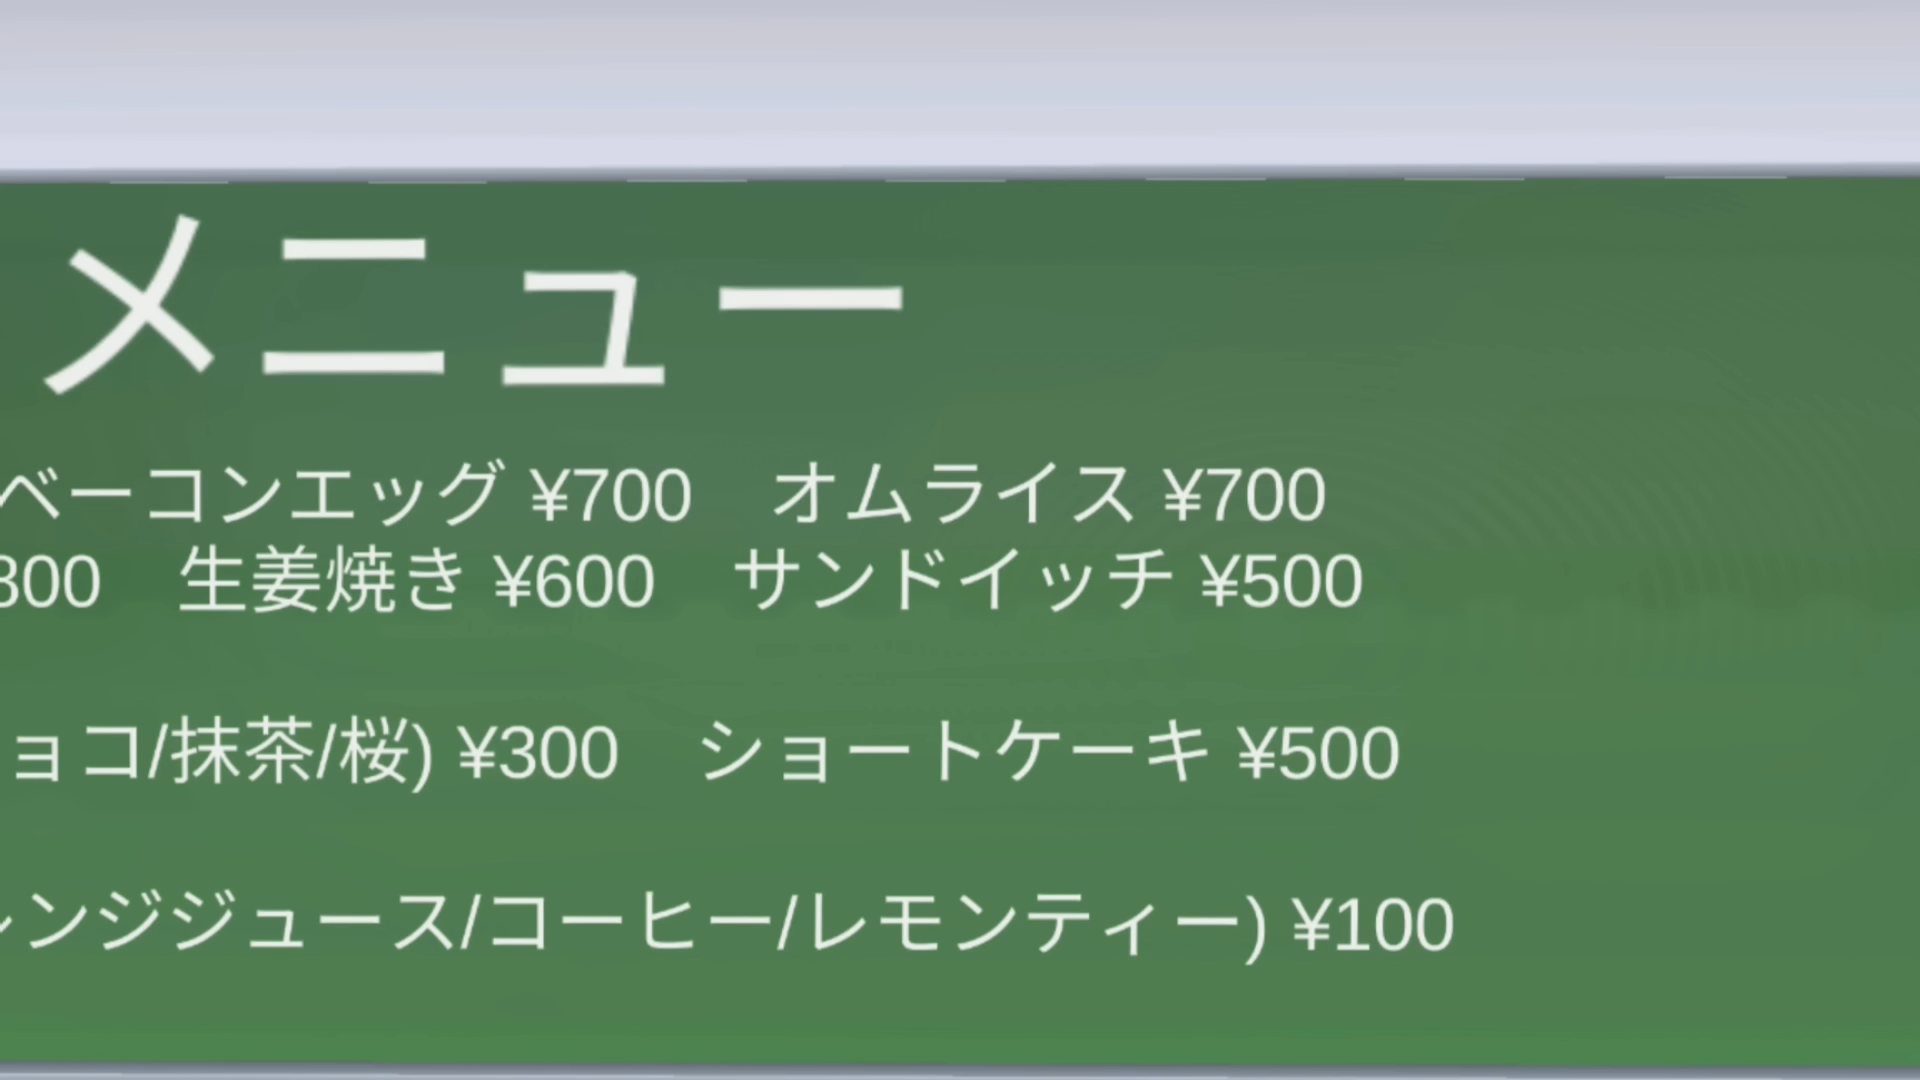 メニュー
ベーコンエッグ ¥700　オムライス ¥700
00　生姜焼き ¥600　サンドイッチ ¥500
ョコ/抹茶/桜) ¥300　ショートケーキ ¥500
ンジジュース/コーヒー/レモンティー) ¥100